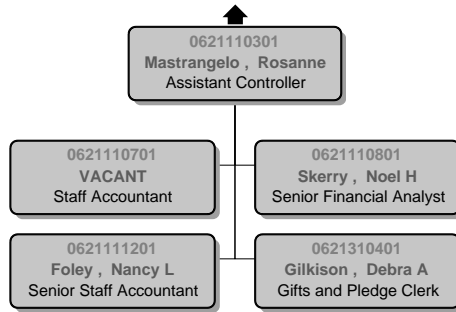 0621110301
Mastrangelo , Rosanne
Assistant Controller
0621110701
VACANT
Staff Accountant
0621110801
Skerry , Noel H
Senior Financial Analyst
0621111201
Foley , Nancy L
Senior Staff Accountant
0621310401
Gilkison , Debra A
Gifts and Pledge Clerk